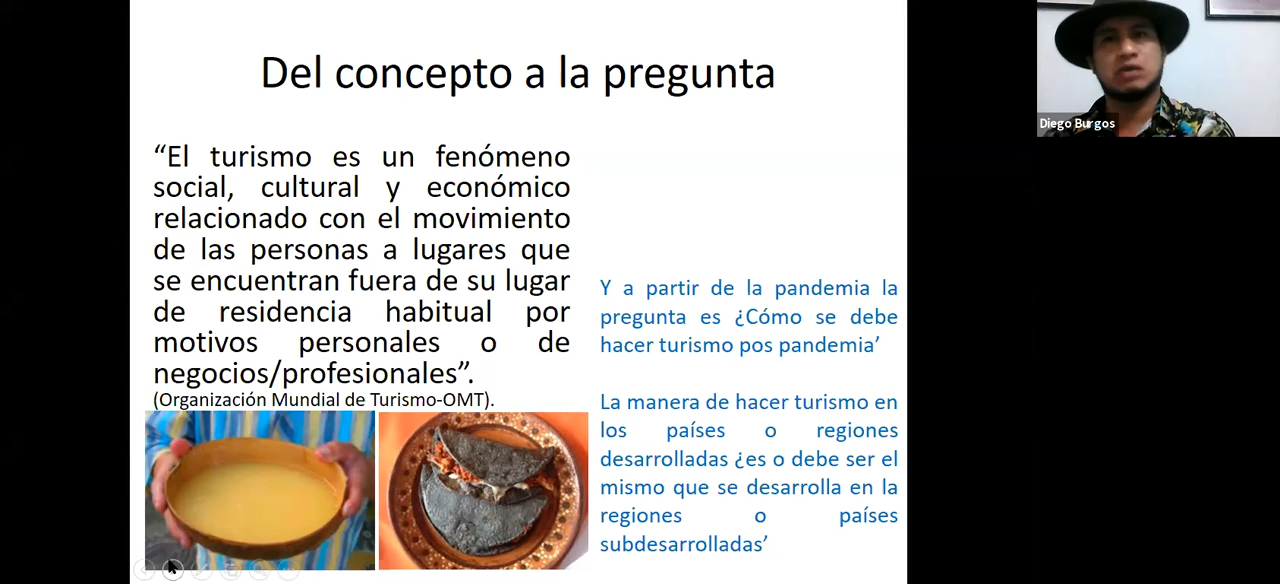 Del concepto a la pregunta
“El turismo es un fenómeno
social, cultural y económico
relacionado con el movimiento
de las personas a lugares que
se encuentran fuera de su lugar
de residencia habitual por
motivos personales o de
negocios/profesionales”.
(Organización Mundial de Turismo-OMT).
Y a partir de la pandemia la
pregunta es ¿Cómo se debe
hacer turismo pos pandemia’
La manera de hacer turismo en
los países o regiones
desarrolladas ¿es o debe ser el
mismo que se desarrolla en la
regiones o países
subdesarrolladas’
Diego Burgos